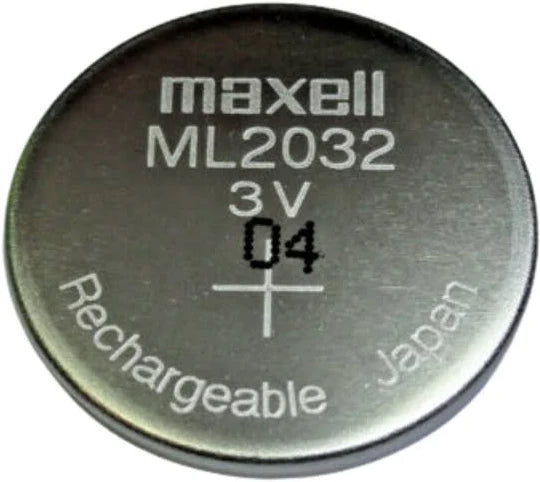 maxell
ML2032
3V
04
+
Rechargeable
Japan